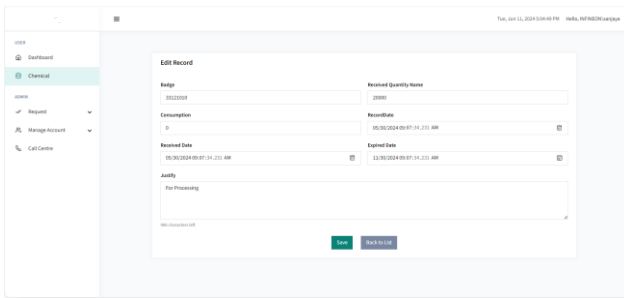 Tue, Jun 11, 2024 5:04:49 PM Hello, INFINEON\sanjaya
USER
Dashboard
Chemical
ADMIN
Request
Manage Account
Call Centre
Edit Record
Badge
Received Quantity Name
33121019
20000
Consumption
RecordDate
0
05/30/2024 09:07:34.231 AM
Received Date
Expired Date
05/30/2024 09:07:34.231 AM
11/30/2024 09:07:34.231 AM
Justify
For Processing
characters left
Save
Back to List